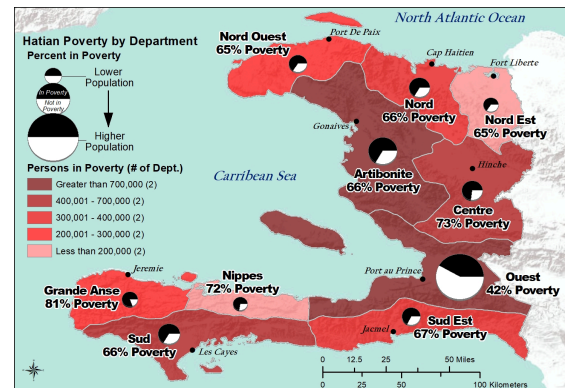 North Atlantic Ocean
Hatian Poverty by Department
Percent in Poverty
Lower
Population
In Poverty
Not in
Poverty
Higher
Population
Persons in Poverty (# of Dept.)
Greater than 700,000 (2)
400,001 - 700,000 (2)
300,001 - 400,000 (2)
200,001 - 300,000 (2)
Less than 200,000 (2)
Nord Ouest
65% Poverty
Port De Paix
Cap Haitien
Fort Liberte
Nord
66% Poverty
Nord Est
65% Poverty
Gonaives
Artibonite
66% Poverty
Hinche
Centre
73% Poverty
Carribean Sea
Port au Prince
Ouest
42% Poverty
Jeremie
Grande Anse
81% Poverty
Nippes
72% Poverty
Sud
66% Poverty
Les Cayes
Jacmel
Sud Est
67% Poverty
0 12.5 25 50 Miles
0 25 50 100 Kilometers